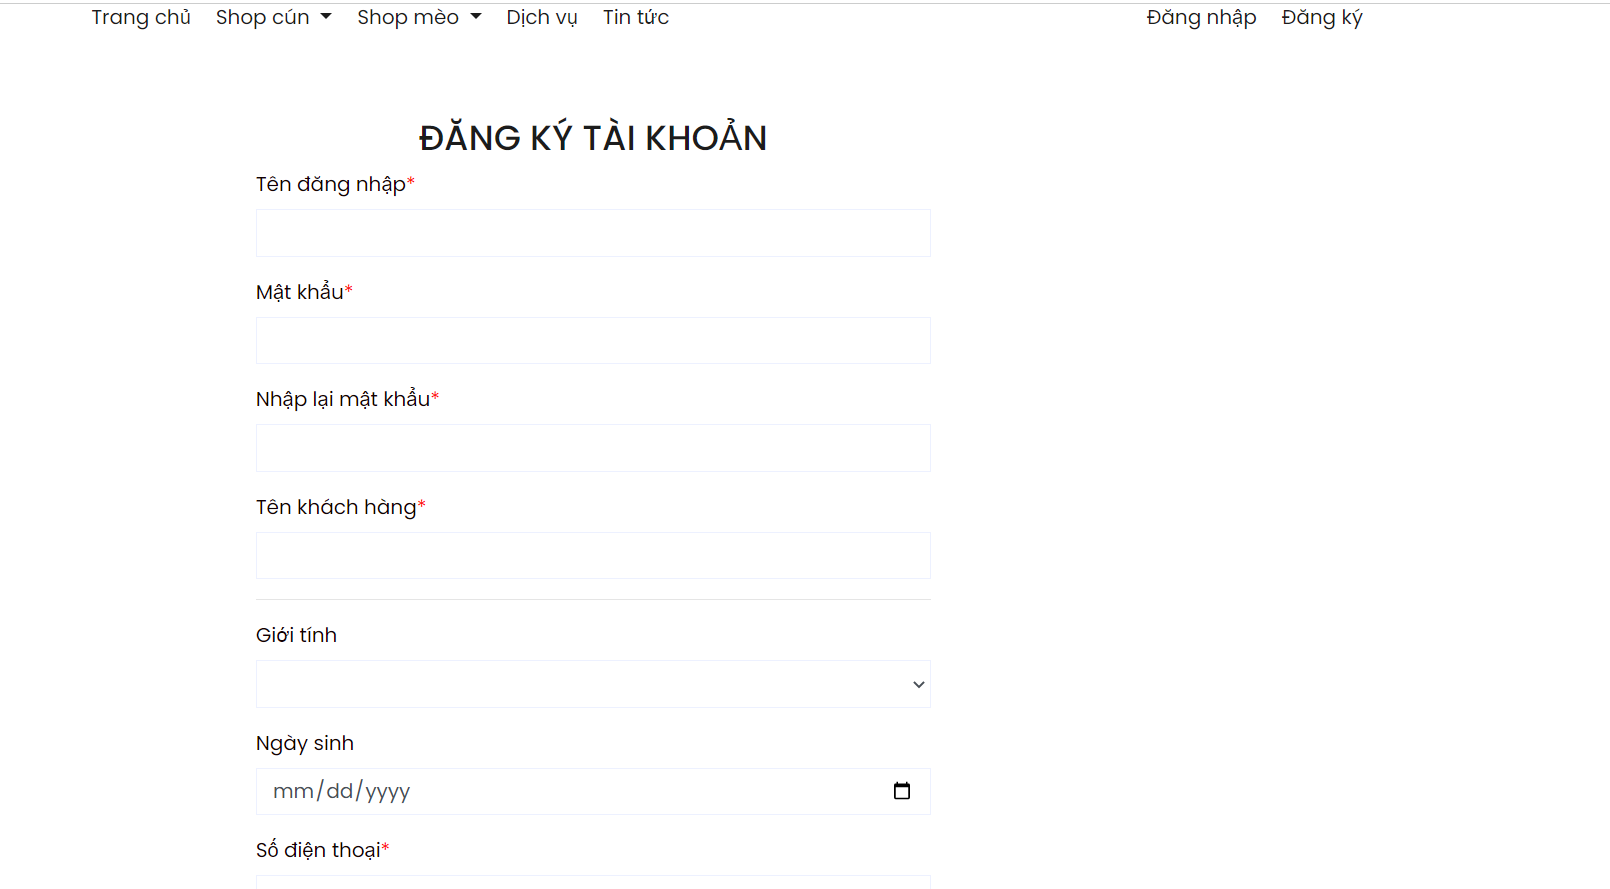 Trang chủ Shop cún Shop mèo Dịch vụ Tin tức Đăng nhập Đăng ký
ĐĂNG KÝ TÀI KHOẢN
Tên đăng nhập*
Mật khẩu*
Nhập lại mật khẩu*
Tên khách hàng*
Giới tính
Ngày sinh
mm/dd/yyyy
Số điện thoại*